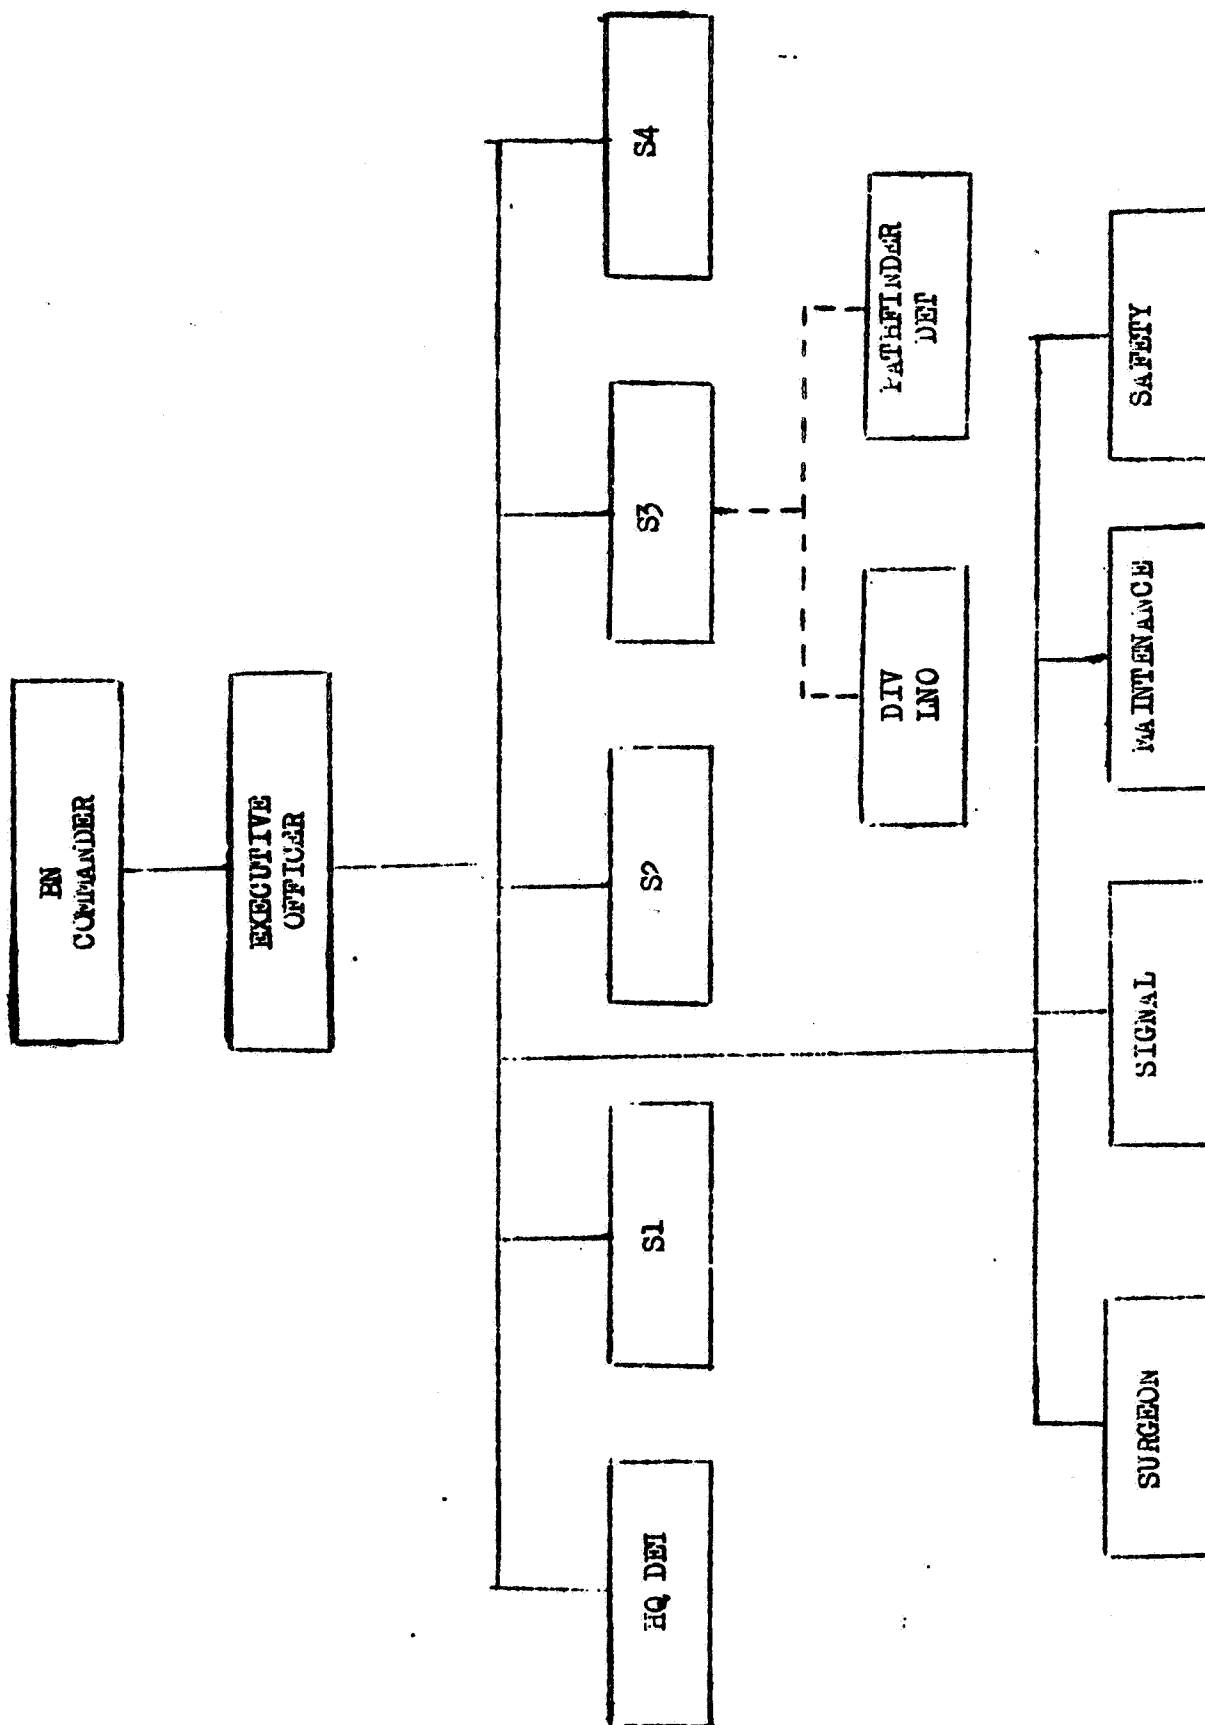 BN
COMMANDER
EXECUTIVE
OFFICER
HQ DET
S1
S2
S3
S4
DIV
LNO
PATHFINDER
DET
SURGEON
SIGNAL
MAINTENANCE
SAFETY